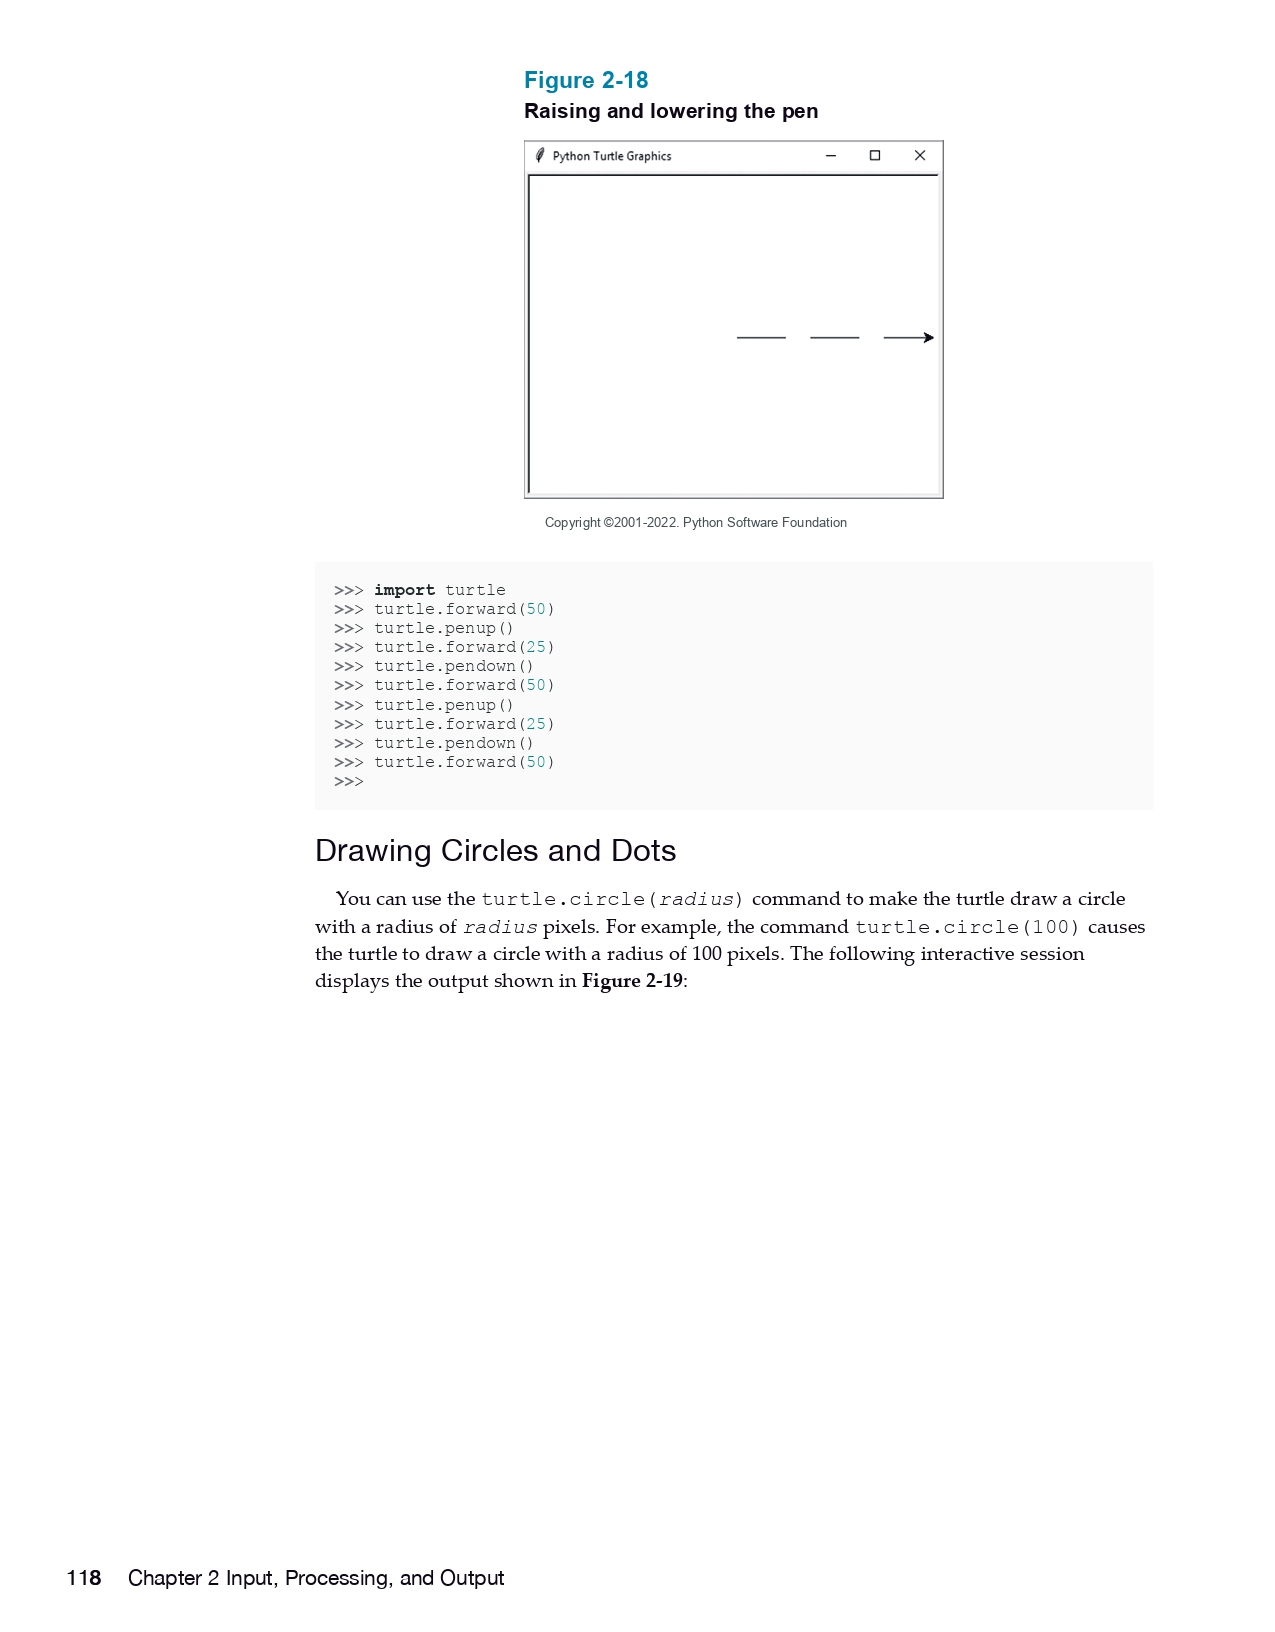 Figure 2-18
Raising and lowering the pen
Python Turtle Graphics
Copyright ©2001-2022. Python Software Foundation
>>> import turtle
>>> turtle.forward(50)
>>> turtle.penup()
>>> turtle.forward(25)
>>> turtle.pendown()
>>> turtle.forward(50)
>>> turtle.penup()
>>> turtle.forward(25)
>>> turtle.pendown()
>>> turtle.forward(50)
>>>
Drawing Circles and Dots
You can use the turtle.circle(radius) command to make the turtle draw a circle
with a radius of radius pixels. For example, the command turtle.circle(100) causes
the turtle to draw a circle with a radius of 100 pixels. The following interactive session
displays the output shown in Figure 2-19:
118 Chapter 2 Input, Processing, and Output